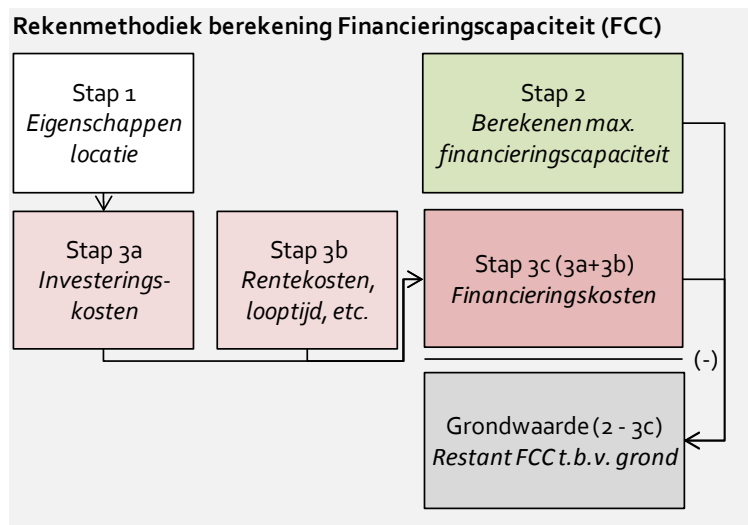 Rekenmethodiek berekening Financieringscapaciteit (FCC)
Stap 1
Eigenschappen
locatie
Stap 2
Berekenen max.
financieringscapaciteit
Stap 3a
Investerings-
kosten
Stap 3b
Rentekosten,
looptijd, etc.
Stap 3c (3a+3b)
Financieringskosten
(-)
Grondwaarde (2 - 3c)
Restant FCC t.b.v. grond